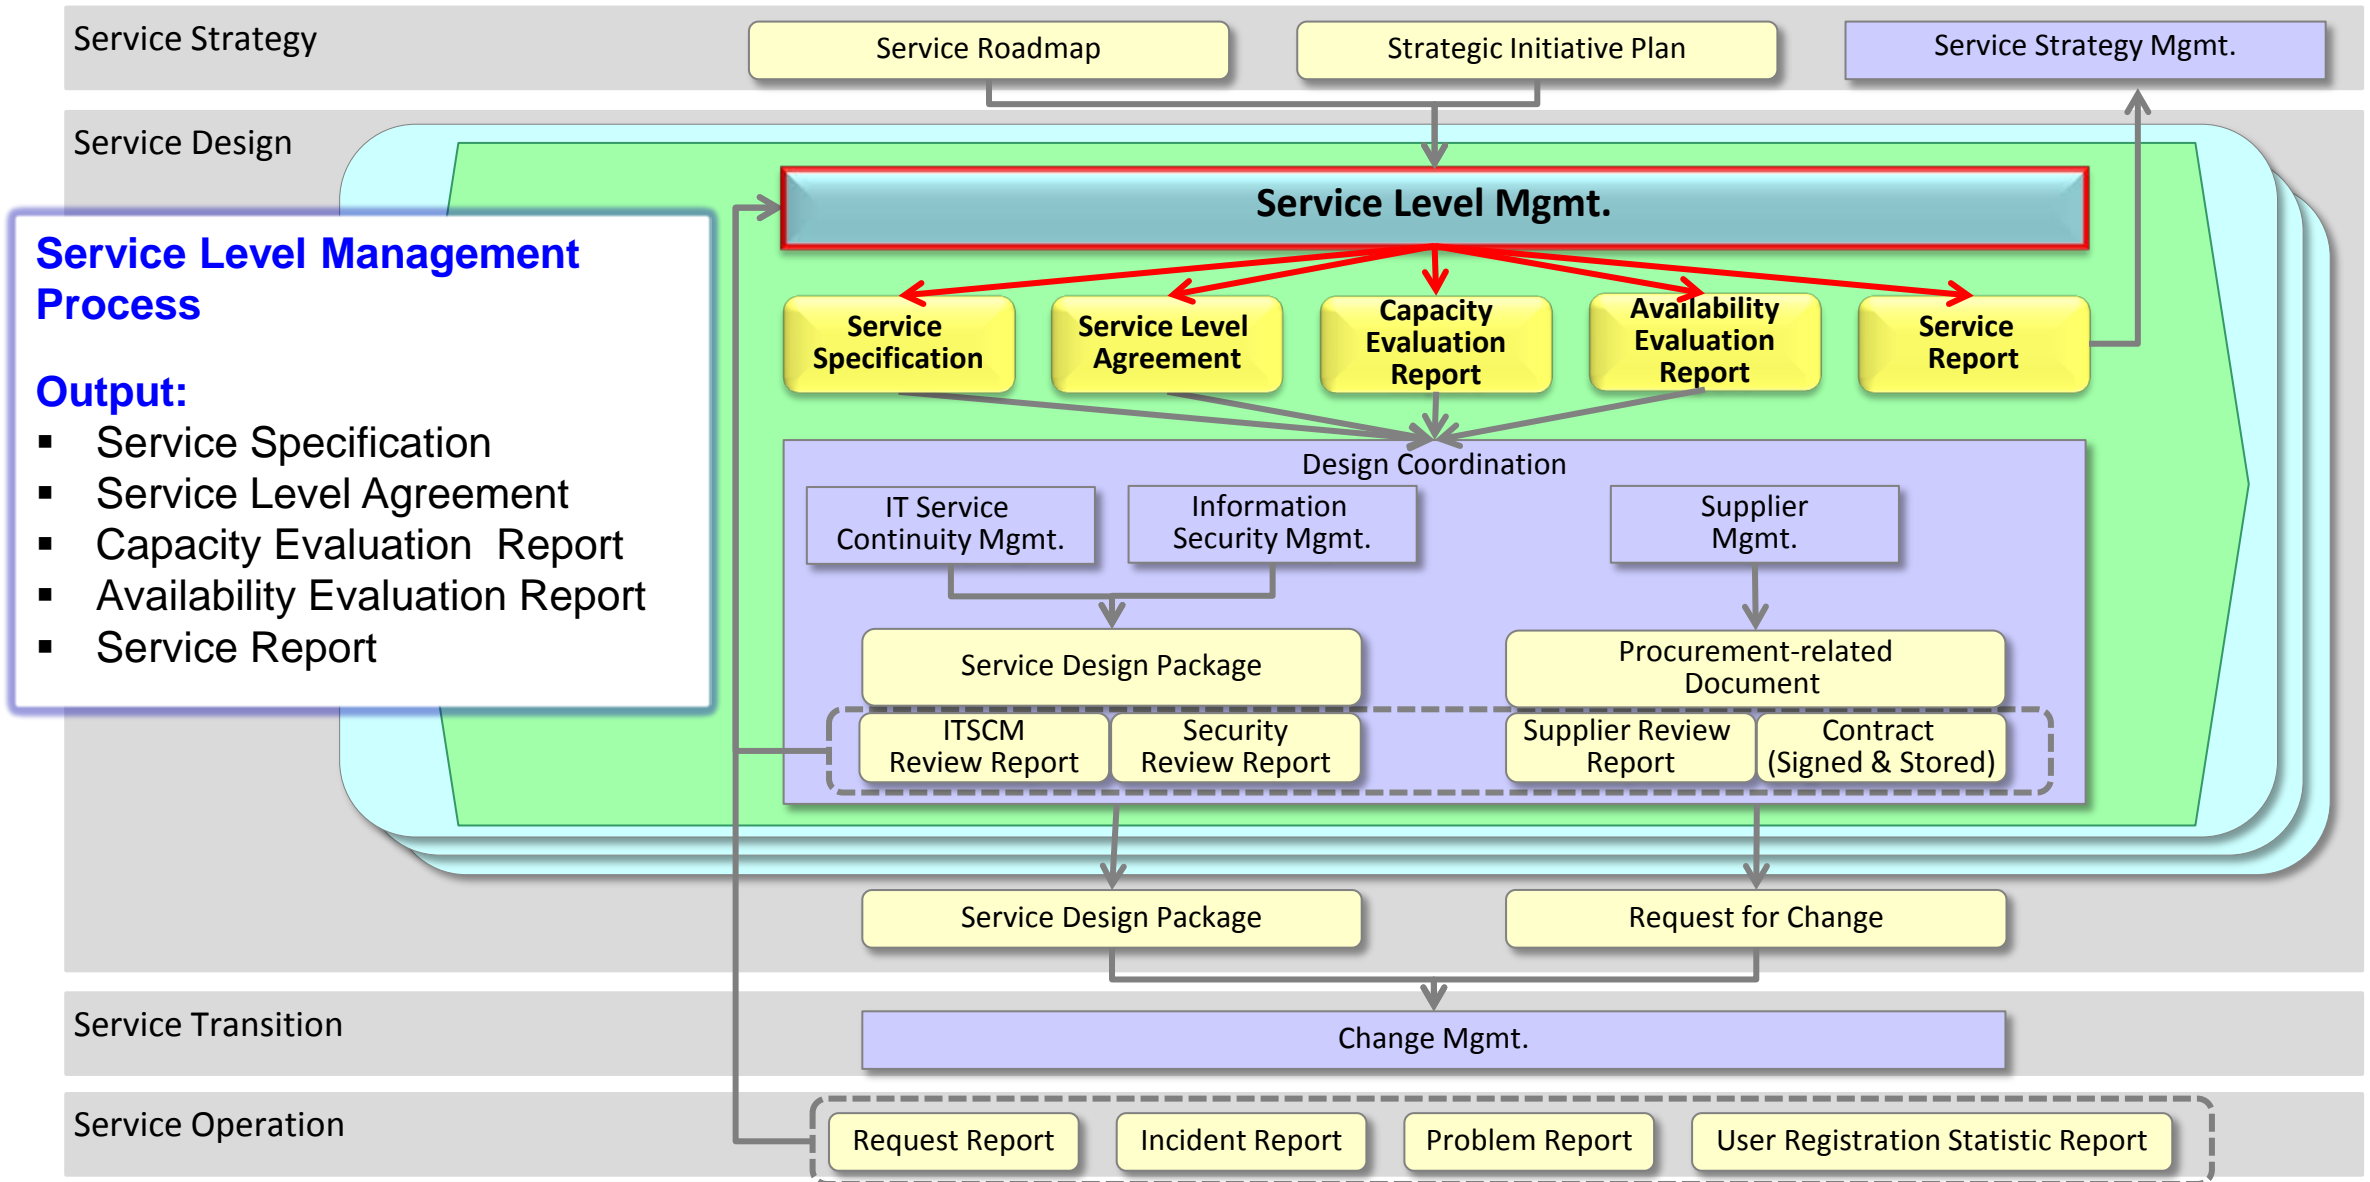 Service Strategy
Service Roadmap
Strategic Initiative Plan
Service Strategy Mgmt.
Service Design
Service Level Mgmt.
Service Level Management
Process
Output:
▪ Service Specification
▪ Service Level Agreement
▪ Capacity Evaluation Report
▪ Availability Evaluation Report
▪ Service Report
Service
Specification
Service Level
Agreement
Capacity
Evaluation
Report
Availability
Evaluation
Report
Service
Report
Design Coordination
IT Service
Continuity Mgmt.
Information
Security Mgmt.
Supplier
Mgmt.
Service Design Package
Procurement-related
Document
ITSCM
Review Report
Security
Review Report
Supplier Review
Report
Contract
(Signed & Stored)
Service Design Package
Request for Change
Service Transition
Change Mgmt.
Service Operation
Request Report
Incident Report
Problem Report
User Registration Statistic Report